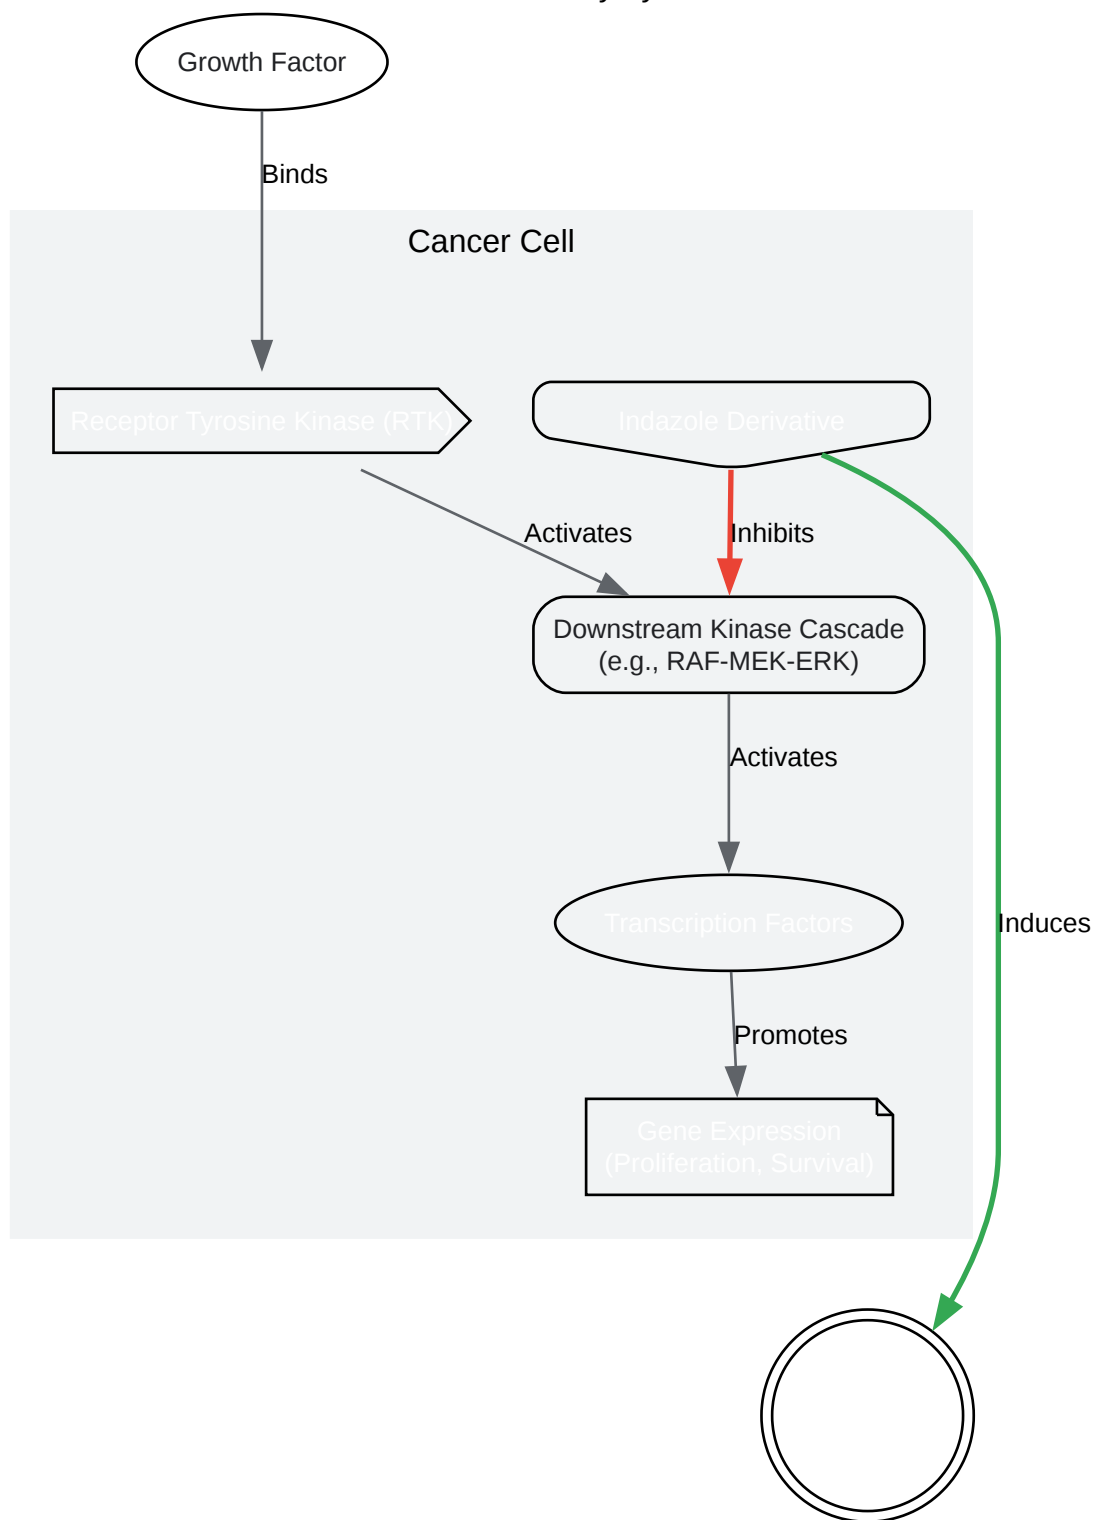 Growth Factor
Binds
Cancer Cell
Receptor Tyrosine Kinase (RTK)
Indazole Derivative
Activates
Inhibits
Downstream Kinase Cascade
(e.g., RAF-MEK-ERK)
Activates
Transcription Factors
Induces
Promotes
Gene Expression
(Proliferation, Survival)